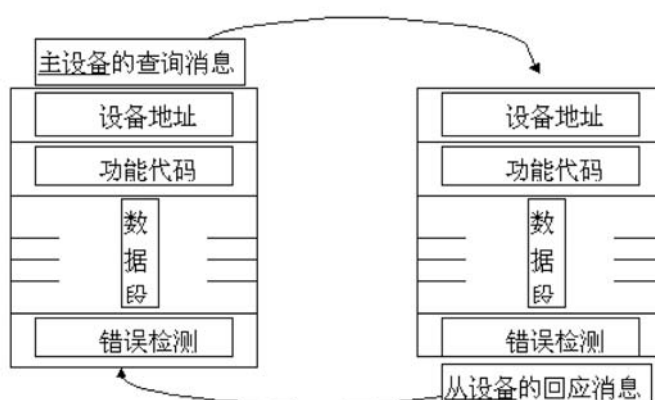 主设备的查询消息
设备地址
功能代码
数
据
段
错误检测
设备地址
功能代码
数
据
段
错误检测
从设备的回应消息